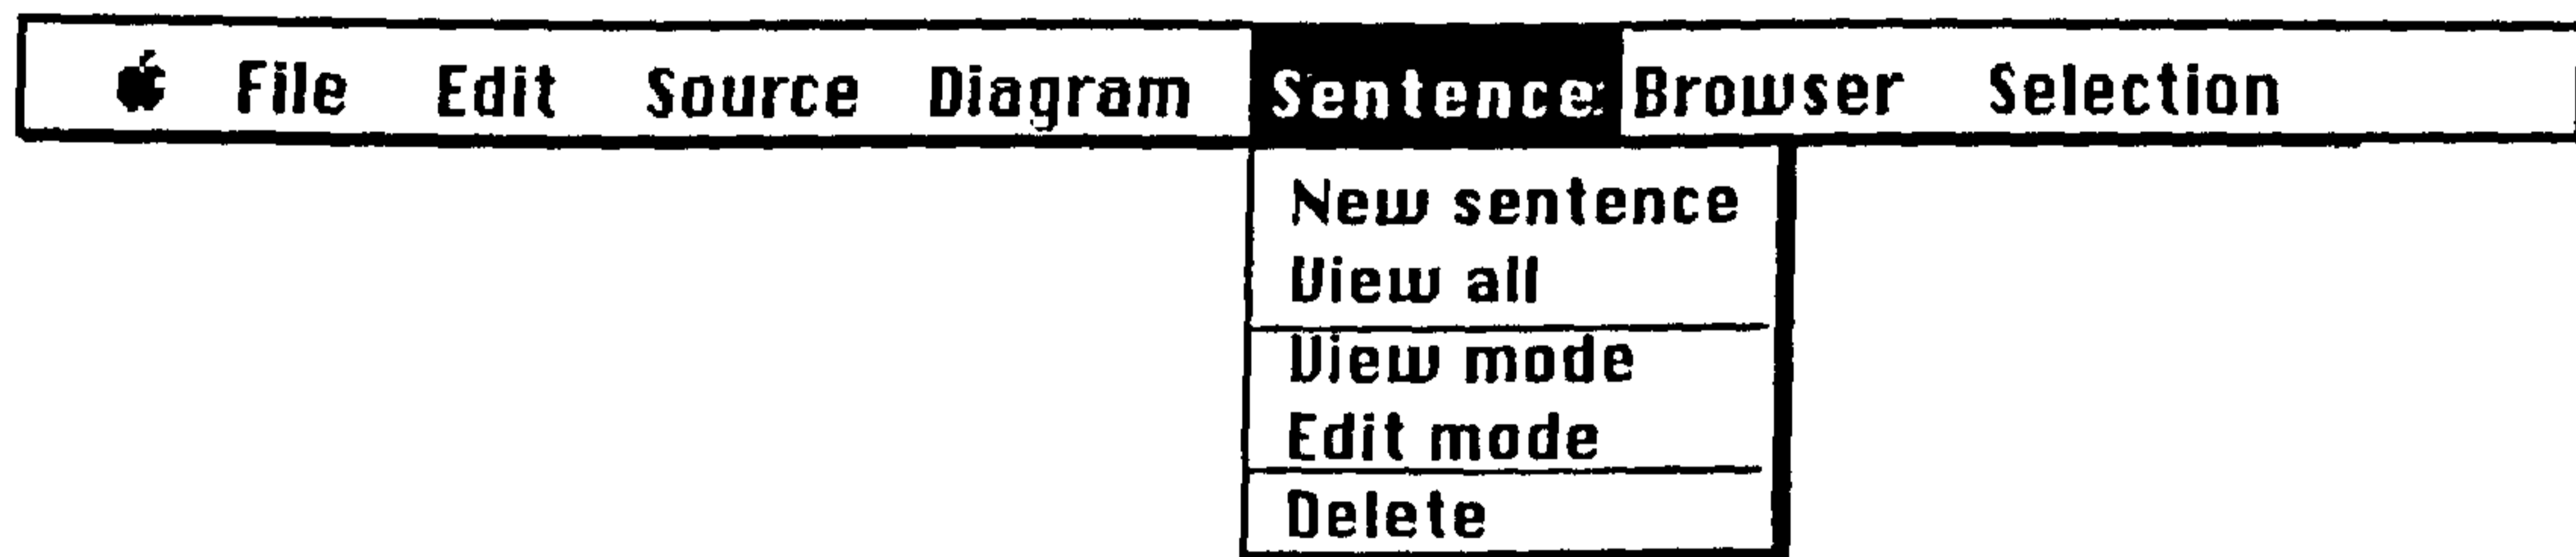 File Edit Source Diagram Sentence Browser Selection
New sentence
View all
View mode
Edit mode
Delete